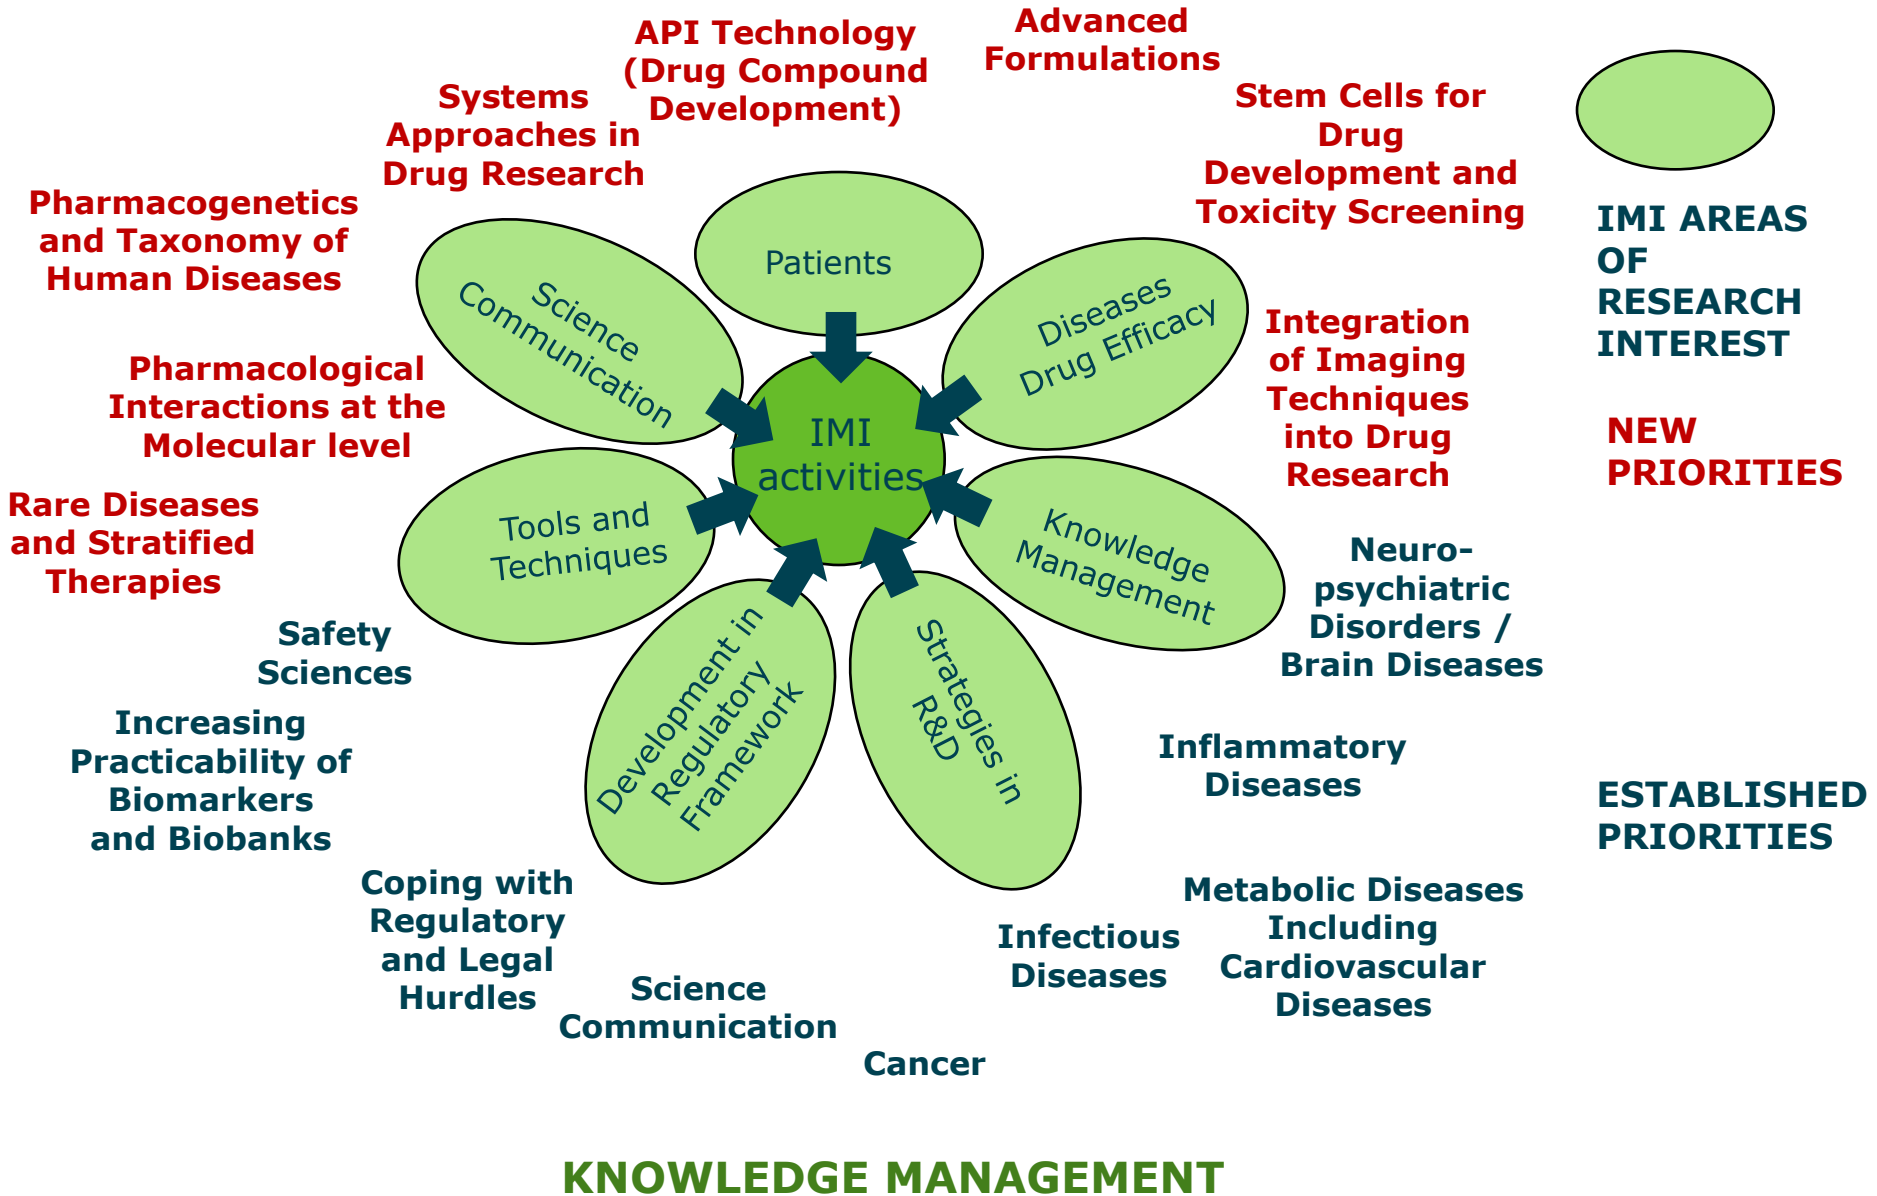 API Technology
(Drug Compound
Development)
Advanced
Formulations
Systems
Approaches in
Drug Research
Stem Cells for
Drug
Development and
Toxicity Screening
Pharmacogenetics
and Taxonomy of
Human Diseases
IMI AREAS
OF
RESEARCH
INTEREST
Patients
Science
Communication
Diseases
Drug Efficacy
Integration
of Imaging
Techniques
into Drug
Research
Pharmacological
Interactions at the
Molecular level
IMI
activities
NEW
PRIORITIES
Rare Diseases
and Stratified
Therapies
Tools and
Techniques
Knowledge
Management
Neuro-
psychiatric
Disorders /
Brain Diseases
Safety
Sciences
Development in
Regulatory
Framework
Strategies in
R&D
Increasing
Practicability of
Biomarkers
and Biobanks
Inflammatory
Diseases
ESTABLISHED
PRIORITIES
Coping with
Regulatory
and Legal
Hurdles
Metabolic Diseases
Including
Cardiovascular
Diseases
Infectious
Diseases
Science
Communication
Cancer
KNOWLEDGE MANAGEMENT